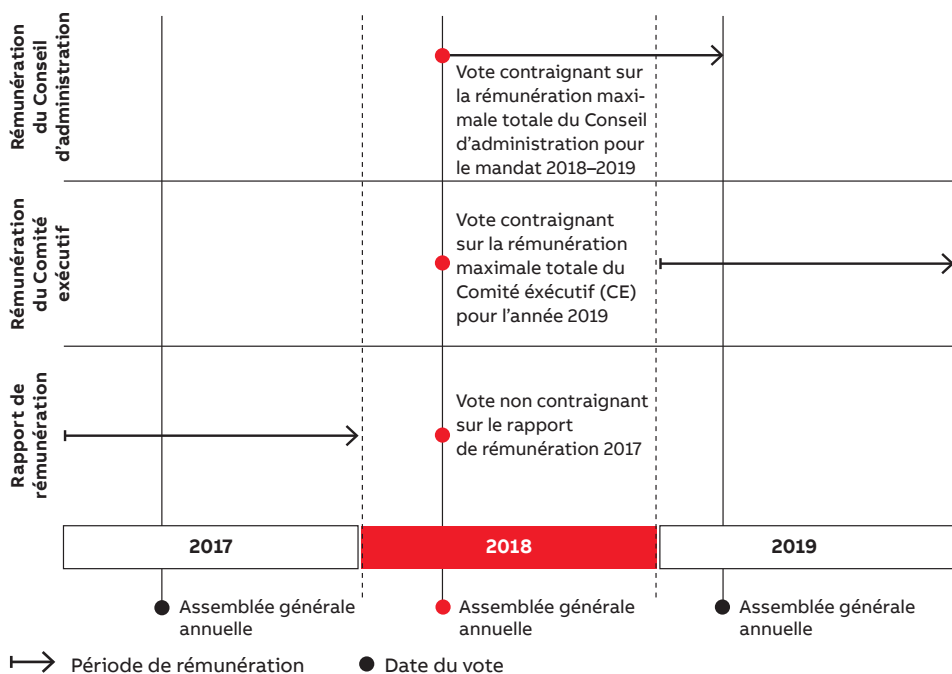 Rémunération
du Conseil
d’administration
Vote contraignant sur
la rémunération maxi-
male totale du Conseil
d’administration pour
le mandat 2018–2019
Rémunération
du Comité
exécutif
Vote contraignant
sur la rémunération
maximale totale du
Comité éxécutif (CE)
pour l’année 2019
Rapport de
rémunération
Vote non contraignant
sur le rapport
de rémunération 2017
2017
2018
2019
Assemblée générale
annuelle
Assemblée générale
annuelle
Assemblée générale
annuelle
Période de rémunération
Date du vote